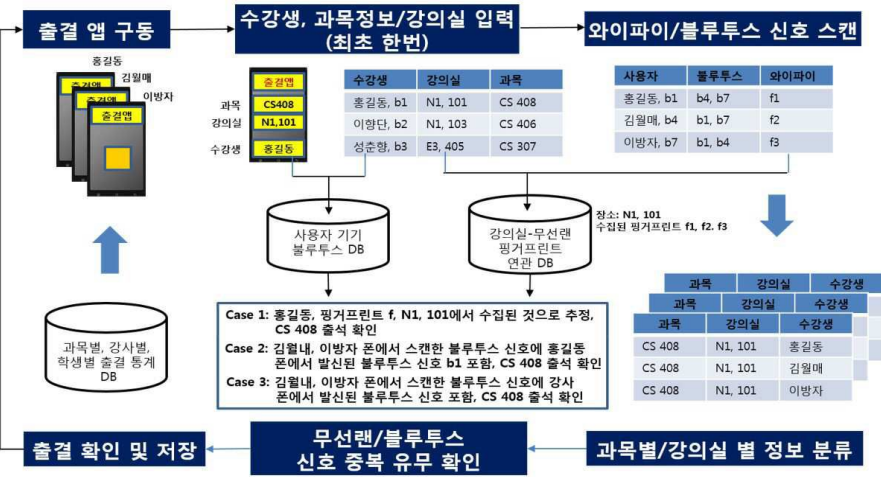 출결 앱 구동
수강생, 과목정보/강의실 입력
(최초 한번)
와이파이/블루투스 신호 스캔
홍길동
김월매
이방자
출결앱
출결앱
출결앱
출결앱
과목 CS408
강의실 N1,101
수강생 홍길동
수강생 강의실 과목
홍길동, b1 N1, 101 CS 408
이향단, b2 N1, 103 CS 406
성춘향, b3 E3, 405 CS 307
사용자 블루투스 와이파이
홍길동, b1 b4, b7 f1
김월매, b4 b1, b7 f2
이방자, b7 b1, b4 f3
사용자 기기
블루투스 DB
강의실-무선랜
핑거프린트
연관 DB
장소: N1, 101
수집된 핑거프린트 f1, f2. f3
과목별, 강사별,
학생별 출결 통계
DB
Case 1: 홍길동, 핑거프린트 f, N1, 101에서 수집된 것으로 추정,
CS 408 출석 확인
Case 2: 김월내, 이방자 폰에서 스캔한 블루투스 신호에 홍길동
폰에서 발신된 블루투스 신호 b1 포함, CS 408 출석 확인
Case 3: 김월내, 이방자 폰에서 스캔한 블루투스 신호에 강사
폰에서 발신된 블루투스 신호 포함, CS 408 출석 확인
과목 강의실 수강생
과목 강의실 수강생
과목 강의실 수강생
CS 408 N1, 101 홍길동
CS 408 N1, 101 김월매
CS 408 N1, 101 이방자
출결 확인 및 저장
무선랜/블루투스
신호 중복 유무 확인
과목별/강의실 별 정보 분류